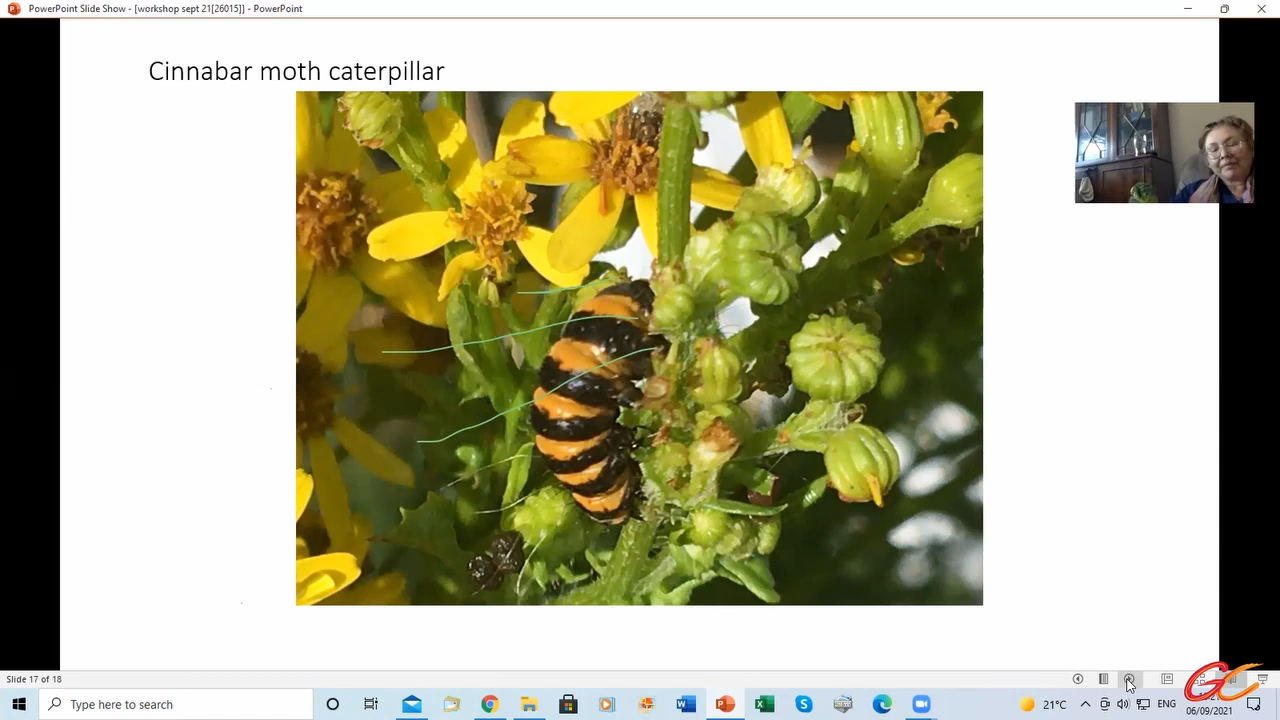 PowerPoint Slide Show - [workshop sept 21[26015]] - PowerPoint
Cinnabar moth caterpillar
Slide 17 of 18
Type here to search
21°C
ENG
06/09/2021
GC